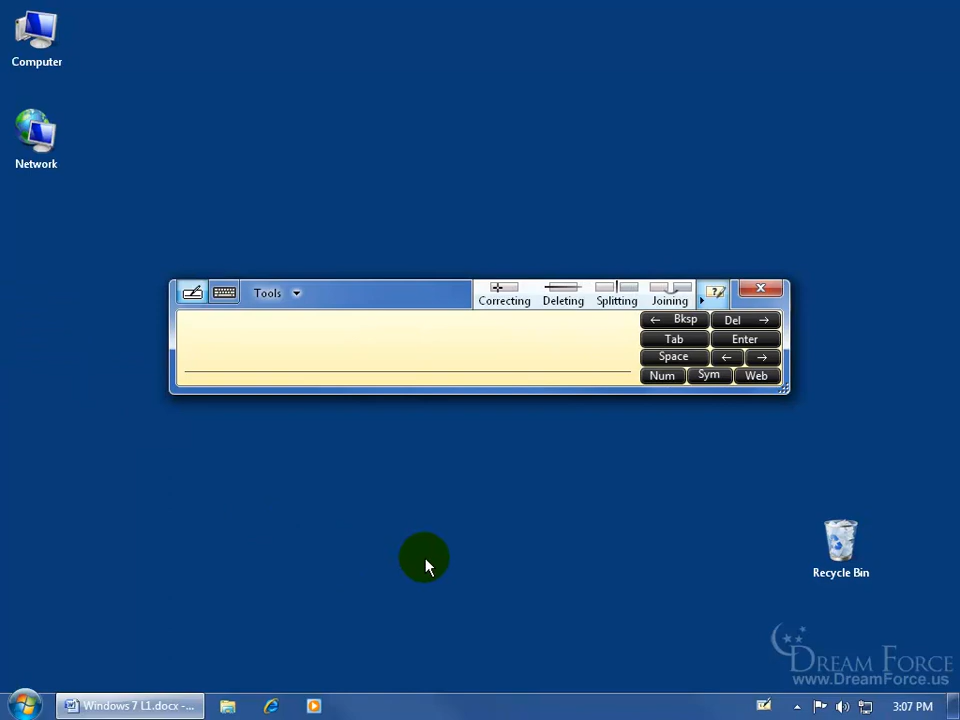 Computer
Network
Tools
Correcting Deleting Splitting Joining
← Bksp Del →
Tab Enter
Space ← →
Num Sym Web
Recycle Bin
DREAM FORCE
www.DreamForce.us
Windows 7 L1.docx -...
3:07 PM